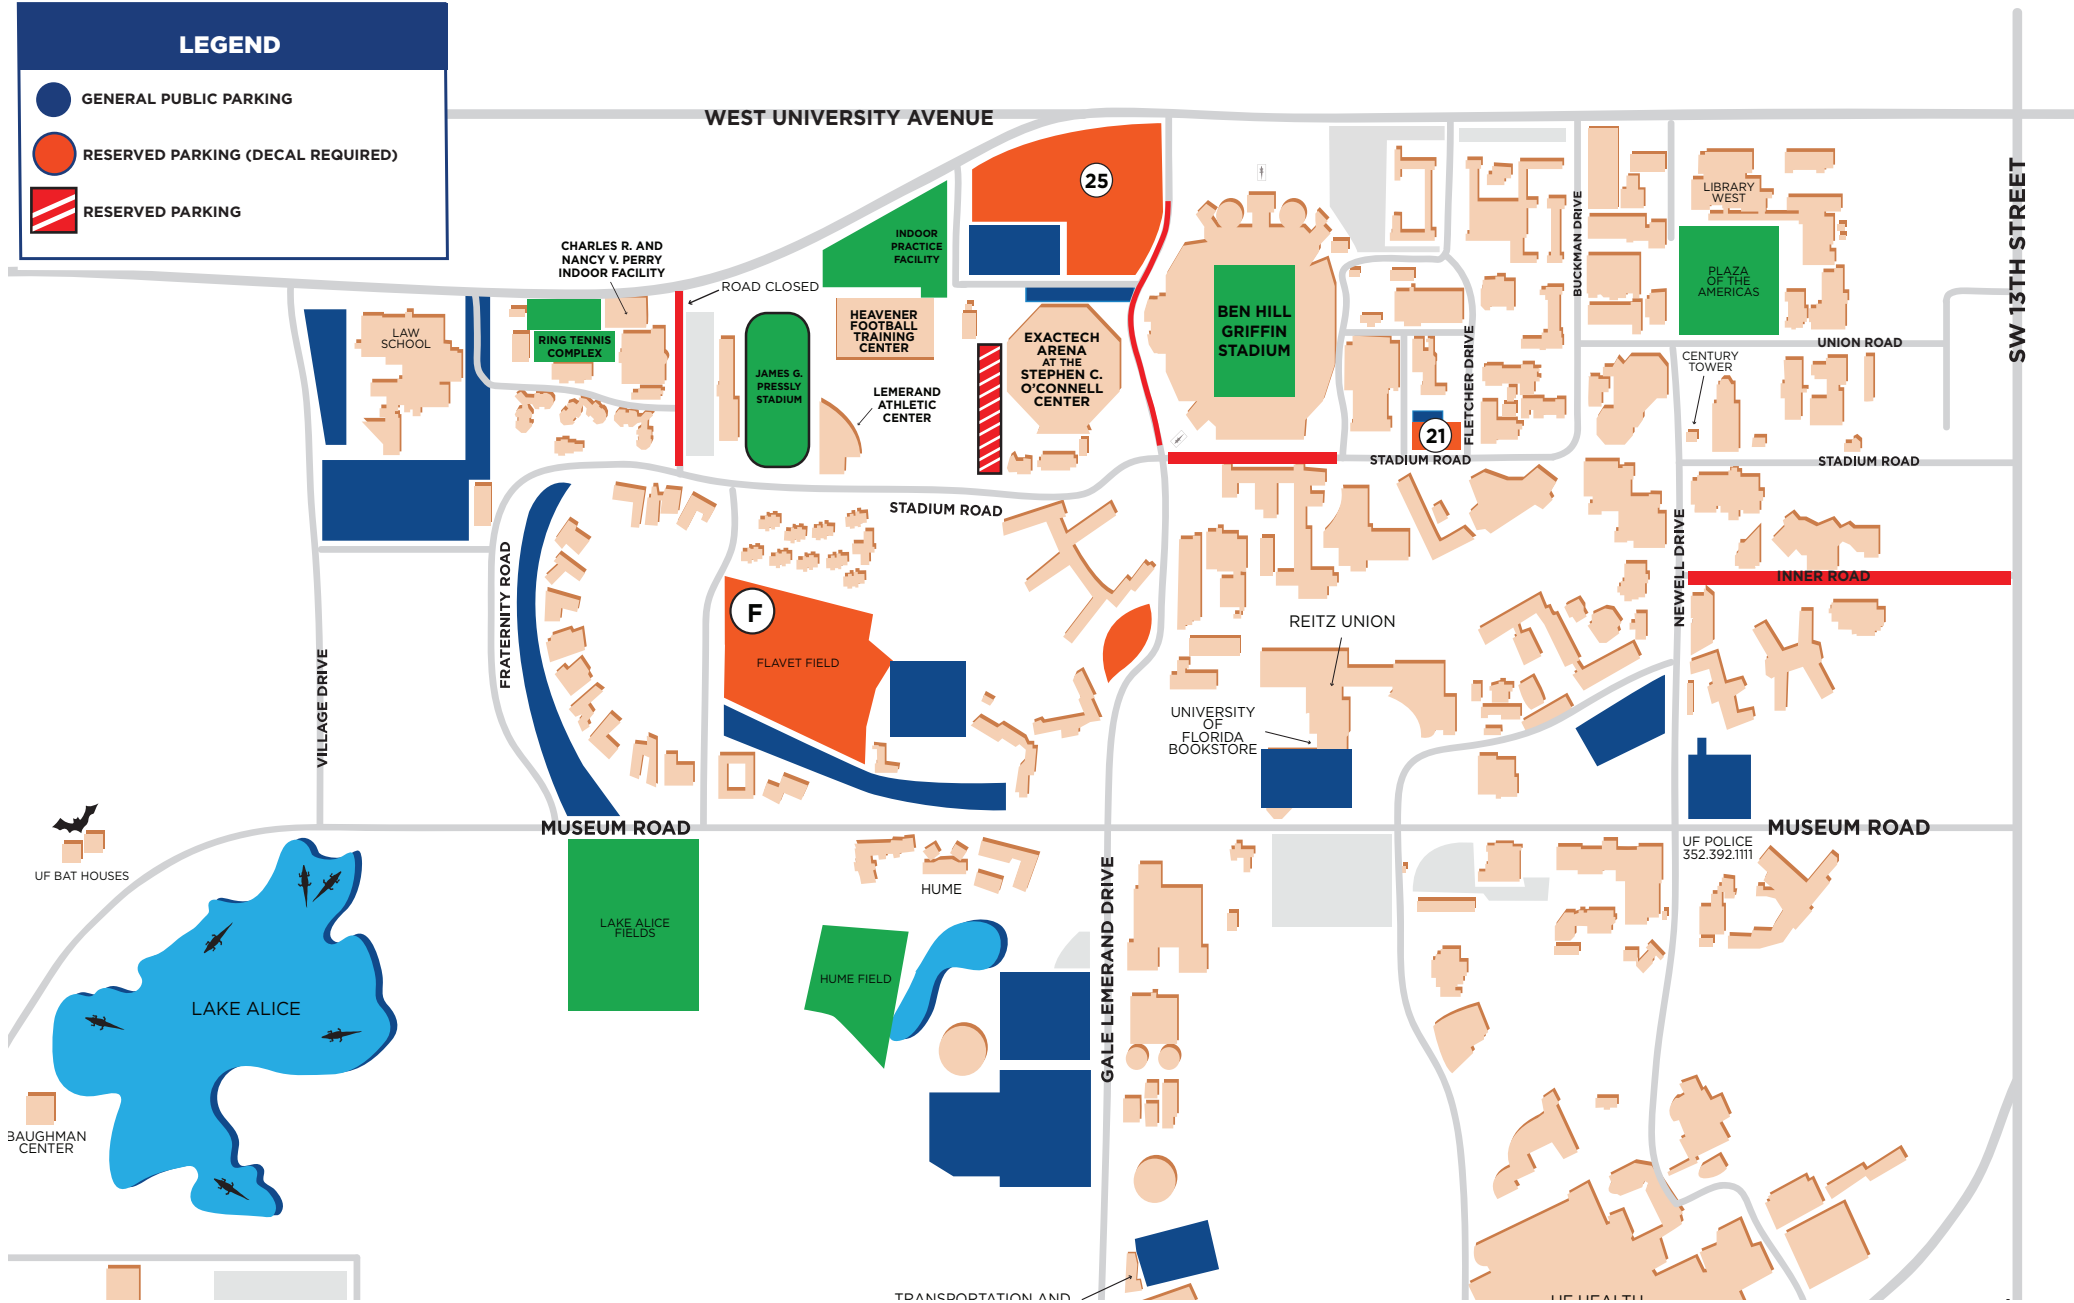 LEGEND
GENERAL PUBLIC PARKING
RESERVED PARKING (DECAL REQUIRED)
RESERVED PARKING
WEST UNIVERSITY AVENUE
25
CHARLES R. AND
NANCY V. PERRY
INDOOR FACILITY
ROAD CLOSED
INDOOR
PRACTICE
FACILITY
LAW
SCHOOL
RING TENNIS
COMPLEX
JAMES G.
PRESSLY
STADIUM
HEAVENER
FOOTBALL
TRAINING
CENTER
LEMERAND
ATHLETIC
CENTER
EXACTECH
ARENA
AT THE
STEPHEN C.
O'CONNELL
CENTER
BEN HILL
GRIFFIN
STADIUM
FLETCHER DRIVE
21
BUCKMAN DRIVE
LIBRARY
WEST
PLAZA
OF THE
AMERICAS
SW 13TH STREET
UNION ROAD
CENTURY
TOWER
STADIUM ROAD
STADIUM ROAD
STADIUM ROAD
NEWELL DRIVE
INNER ROAD
VILLAGE DRIVE
FRATERNITY ROAD
F
FLAVET FIELD
REITZ UNION
UNIVERSITY
OF
FLORIDA
BOOKSTORE
MUSEUM ROAD
MUSEUM ROAD
UF POLICE
352.392.1111
UF BAT HOUSES
HUME
GALE LEMERAND DRIVE
LAKE ALICE
FIELDS
HUME FIELD
LAKE ALICE
BAUGHMAN
CENTER
TRANSPORTATION AND
UF HEALTH